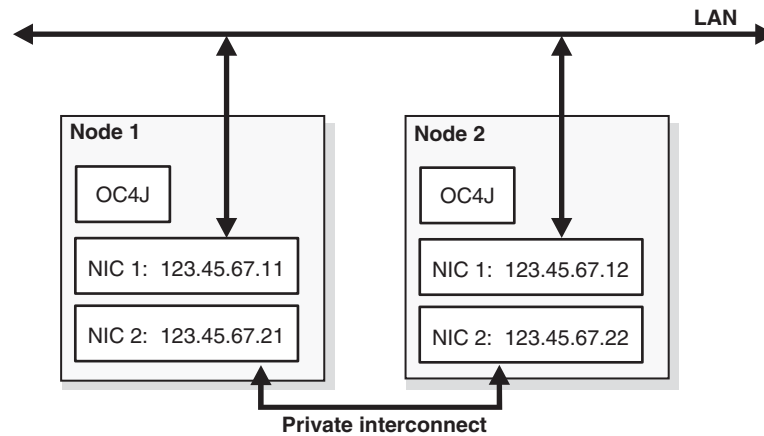 LAN
Node 1
OC4J
NIC 1: 123.45.67.11
NIC 2: 123.45.67.21
Node 2
OC4J
NIC 1: 123.45.67.12
NIC 2: 123.45.67.22
Private interconnect